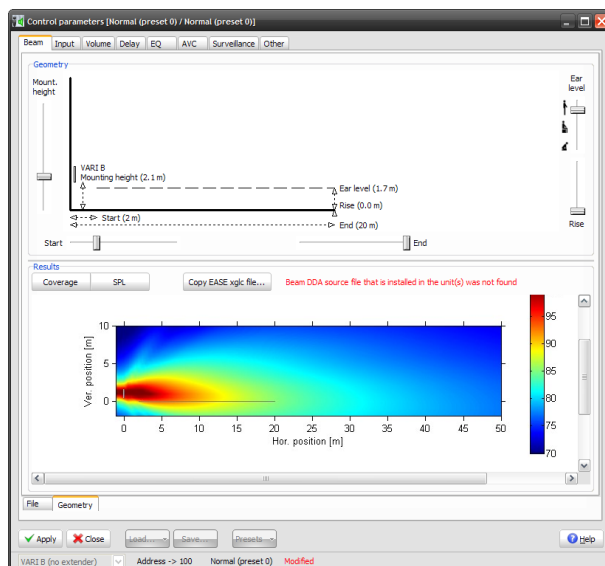 Control parameters [Normal (preset 0) / Normal (preset 0)]
Beam Input Volume Delay EQ AVC Surveillance Other
Geometry
Mount. height
Ear level
VARI B
Mounting height (2.1 m)
Ear level (1.7 m)
Rise (0.0 m)
Start (2 m)
End (20 m)
Rise
Start
End
Results
Coverage SPL Copy EASE xglc file... Beam DDA source file that is installed in the unit(s) was not found
10
5
0
Ver. position [m]
0 5 10 15 20 25 30 35 40 45 50
Hor. position [m]
95
90
85
80
75
70
File Geometry
Apply Close Load... Save... Presets Help
VARI B (no extender) Address -> 100 Normal (preset 0) Modified